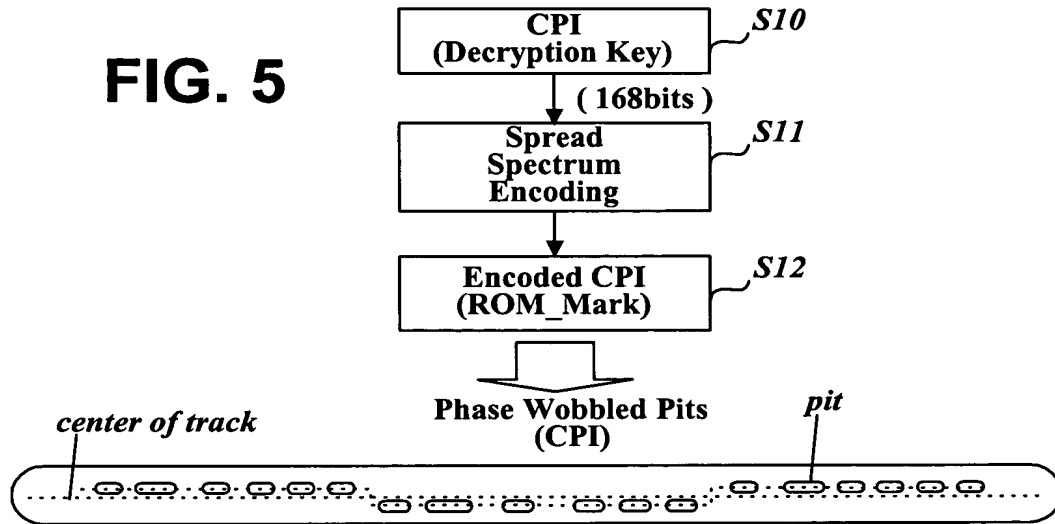 FIG. 5
CPI
(Decryption Key)
S10
( 168bits )
Spread
Spectrum
Encoding
S11
Encoded CPI
(ROM_Mark)
S12
Phase Wobbled Pits
(CPI)
center of track
pit